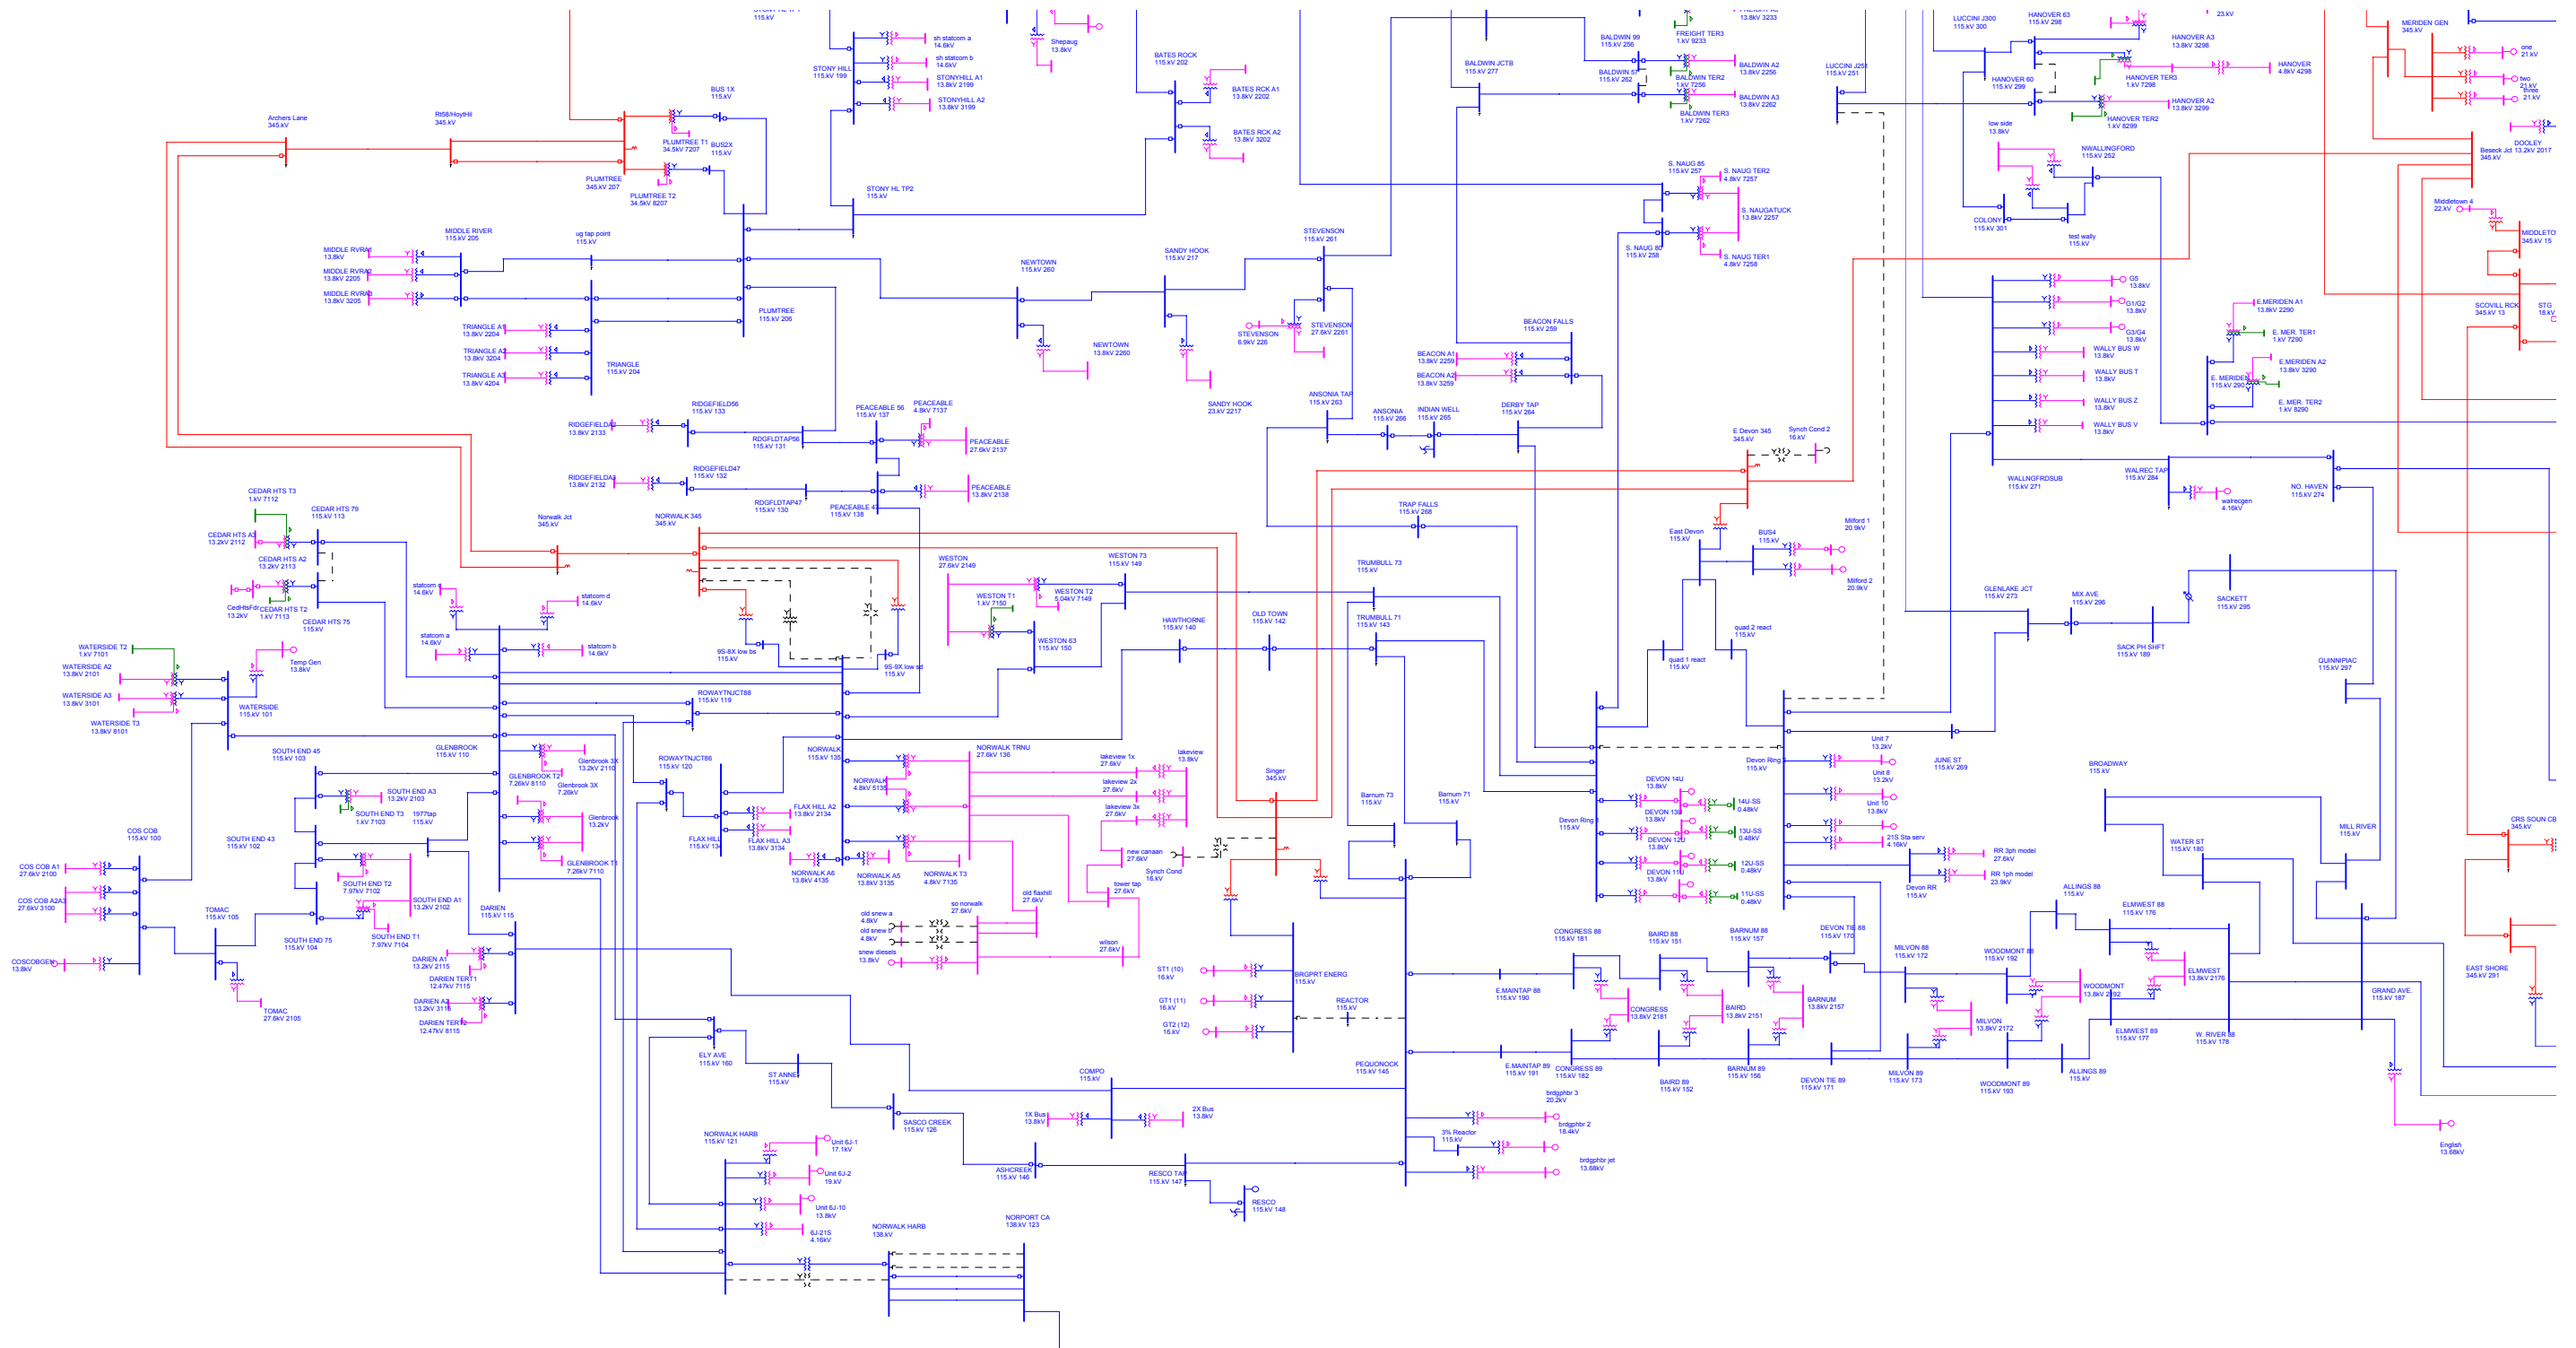 115.kV
sh statcom a
14.6kV
sh statcom b
14.6kV
STONY HILL
115.kV 199
STONYHILL A1
13.8kV 2199
STONYHILL A2
13.8kV 3199
Shepaug
13.8kV
BATES ROCK
115.kV 202
BATES RCK A1
13.8kV 2202
BATES RCK A2
13.8kV 3202
BALDWIN JCTB
115.kV 277
BALDWIN 99
115.kV 256
13.8kV 3233
FREIGHT TER3
1.kV 9233
BALDWIN A2
13.8kV 2256
BALDWIN TER2
1.kV 7256
115.kV 262
BALDWIN A3
13.8kV 2262
BALDWIN TER3
1.kV 7262
LUCCINI J251
115.kV 251
LUCCINI J300
115.kV 300
HANOVER 63
115.kV 298
23.kV
HANOVER A3
13.8kV 3298
HANOVER
4.8kV 4298
HANOVER 60
115.kV 299
HANOVER TER3
1.kV 7298
HANOVER A2
13.8kV 3299
HANOVER TER2
1.kV 8299
MERIDEN GEN
345.kV
one
21.kV
two
21.kV
three
21.kV
BUS 1X
115.kV
Archers Lane
345.kV
Rt58/HoytHil
345.kV
PLUMTREE T1
34.5kV 7207
BUS2X
115.kV
PLUMTREE
345.kV 207
PLUMTREE T2
34.5kV 8207
STONY HL TP2
115.kV
S. NAUG 85
115.kV 257
S. NAUG TER2
4.8kV 7257
S. NAUGATUCK
13.8kV 2257
S. NAUG 80
115.kV 258
S. NAUG TER1
4.8kV 7258
low side
13.8kV
NWALLINGFORD
115.kV 252
COLONY
115.kV 301
test wally
115.kV
Beseck Jct
345.kV
DOOLEY
13.2kV 2017
Middletown 4
22.kV
345.kV 15
SCOVILL RCK
345.kV 13
STG
18.kV
MIDDLE RIVER
115.kV 205
ug tap point
115.kV
MIDDLE RVRA1
13.8kV
MIDDLE RVRA2
13.8kV 2205
MIDDLE RVRA3
13.8kV 3205
STEVENSON
115.kV 261
SANDY HOOK
115.kV 217
NEWTOWN
115.kV 260
PLUMTREE
115.kV 206
TRIANGLE A1
13.8kV 2204
TRIANGLE A2
13.8kV 3204
TRIANGLE A3
13.8kV 4204
TRIANGLE
115.kV 204
NEWTOWN
13.8kV 2260
SANDY HOOK
23.kV 2217
STEVENSON
6.9kV 226
STEVENSON
27.6kV 2261
BEACON FALLS
115.kV 259
BEACON A1
13.8kV 2259
BEACON A2
13.8kV 3259
G5
13.8kV
G1/G2
13.8kV
G3/G4
13.8kV
WALLY BUS W
13.8kV
WALLY BUS T
13.8kV
WALLY BUS Z
13.8kV
WALLY BUS V
13.8kV
E.MERIDEN A1
13.8kV 2290
E. MER. TER1
1.kV 7290
E.MERIDEN A2
13.8kV 3290
E. MERIDEN
115.kV 290
E. MER. TER2
1.kV 8290
RIDGEFIELD56
115.kV 133
13.8kV 2133
PEACEABLE 56
115.kV 137
PEACEABLE
4.8kV 7137
RDGFLDTAP56
115.kV 131
PEACEABLE
27.6kV 2137
ANSONIA TAP
115.kV 263
ANSONIA
115.kV 266
INDIAN WELL
115.kV 265
DERBY TAP
115.kV 264
E Devon 345
345.kV
Synch Cond 2
16.kV
RIDGEFIELD47
115.kV 132
13.8kV 2132
RDGFLDTAP47
115.kV 130
PEACEABLE 47
115.kV 138
PEACEABLE
13.8kV 2138
WALLNGFRDSUB
115.kV 271
WALREC TAP
115.kV 284
walrecgen
4.16kV
NO. HAVEN
115.kV 274
CEDAR HTS T3
1.kV 7112
CEDAR HTS 79
115.kV 113
CEDAR HTS A3
13.2kV 2112
CEDAR HTS A2
13.2kV 2113
CedHtsFdr
13.2kV
CEDAR HTS T2
1.kV 7113
CEDAR HTS 75
115.kV
Norwalk Jct
345.kV
NORWALK 345
345.kV
TRAP FALLS
115.kV 268
East Devon
115.kV
BUS4
115.kV
Milford 1
20.9kV
Milford 2
20.9kV
WESTON
27.6kV 2149
WESTON 73
115.kV 149
WESTON T1
1.kV 7150
WESTON T2
5.04kV 7149
WESTON 63
115.kV 150
TRUMBULL 73
115.kV
TRUMBULL 71
115.kV 143
HAWTHORNE
115.kV 140
OLD TOWN
115.kV 142
statcom c
14.6kV
statcom d
14.6kV
statcom a
14.6kV
statcom b
14.6kV
GLENLAKE JCT
115.kV 273
MIX AVE
115.kV 296
SACK PH SHFT
115.kV 189
SACKETT
115.kV 295
quad 1 react
115.kV
quad 2 react
115.kV
QUINNIPIAC
115.kV 297
WATERSIDE T2
1.kV 7101
WATERSIDE A2
13.8kV 2101
WATERSIDE A3
13.8kV 3101
WATERSIDE T3
13.8kV 8101
Temp Gen
13.8kV
WATERSIDE
115.kV 101
9S-8X low bs
115.kV
9S-9X low sd
115.kV
ROWAYTNJCT88
115.kV 119
ROWAYTNJCT86
115.kV 120
NORWALK
115.kV 135
NORWALK
4.8kV 5135
NORWALK TRNU
27.6kV 136
SOUTH END 45
115.kV 103
GLENBROOK
115.kV 110
Glenbrook 3X
13.2kV 2110
GLENBROOK T2
7.26kV 8110
Glenbrook 3X
7.26kV
Glenbrook
13.2kV
GLENBROOK T1
7.26kV 7110
SOUTH END A3
13.2kV 2103
SOUTH END T3
1.kV 7103
1977tap
115.kV
SOUTH END 43
115.kV 102
SOUTH END T2
7.97kV 7102
SOUTH END A1
13.2kV 2102
SOUTH END T1
7.97kV 7104
SOUTH END 75
115.kV 104
COS COB
115.kV 100
COS COB A1
27.6kV 2100
COS COB A2A3
27.6kV 3100
COSCOBGEN
13.8kV
TOMAC
115.kV 105
TOMAC
27.6kV 2105
FLAX HILL A2
13.8kV 2134
FLAX HILL
115.kV 134
FLAX HILL A3
13.8kV 3134
NORWALK A6
13.8kV 4135
NORWALK A5
13.8kV 3135
NORWALK T3
4.8kV 7135
lakeview 1x
27.6kV
lakeview
13.8kV
lakeview 2x
27.6kV
lakeview 3x
27.6kV
new canaan
27.6kV
Synch Cond
16.kV
tower tap
27.6kV
old flaxhill
27.6kV
so norwalk
27.6kV
old snew a
4.8kV
old snew b
4.8kV
snew diesels
13.8kV
wilson
27.6kV
Singer
345.kV
Barnum 73
115.kV
Barnum 71
115.kV
Devon Ring
115.kV
Devon Ring
115.kV
DEVON 14U
13.8kV
14U-SS
0.48kV
DEVON 13U
13.8kV
13U-SS
0.48kV
DEVON 12U
13.8kV
12U-SS
0.48kV
DEVON 11U
13.8kV
11U-SS
0.48kV
Unit 7
13.2kV
Unit 8
13.2kV
Unit 10
13.8kV
21S Sta serv
4.16kV
RR 3ph model
27.6kV
RR 1ph model
23.9kV
Devon RR
115.kV
JUNE ST
115.kV 269
BROADWAY
115.kV
WATER ST
115.kV 180
MILL RIVER
115.kV
345.kV
DARIEN
115.kV 115
DARIEN A1
13.2kV 2115
DARIEN TERT1
12.47kV 7115
DARIEN A2
13.2kV 3115
DARIEN TERT2
12.47kV 8115
ST1 (10)
16.kV
GT1 (11)
16.kV
GT2 (12)
16.kV
BRGPRT ENERG
115.kV
REACTOR
115.kV
E.MAINTAP 88
115.kV 190
CONGRESS 88
115.kV 181
BAIRD 88
115.kV 151
BARNUM 88
115.kV 157
DEVON TIE 88
115.kV 170
MILVON 88
115.kV 172
WOODMONT 88
115.kV 192
ALLINGS 88
115.kV
ELMWEST 88
115.kV 176
CONGRESS
13.8kV 2181
BAIRD
13.8kV 2151
BARNUM
13.8kV 2157
MILVON
13.8kV 2172
WOODMONT
13.8kV 2192
ELMWEST
13.8kV 2176
ELMWEST 89
115.kV 177
W. RIVER 88
115.kV 178
GRAND AVE.
115.kV 187
EAST SHORE
345.kV 291
PEQUONOCK
115.kV 145
E.MAINTAP 89
115.kV 191
CONGRESS 89
115.kV 182
BAIRD 89
115.kV 152
BARNUM 89
115.kV 156
DEVON TIE 89
115.kV 171
MILVON 89
115.kV 173
WOODMONT 89
115.kV 193
ALLINGS 89
115.kV
ELY AVE
115.kV 160
ST ANNE
115.kV
COMPO
115.kV
1X Bus
13.8kV
2X Bus
13.8kV
SASCO CREEK
115.kV 126
ASHCREEK
115.kV 146
RESCO TAP
115.kV 147
RESCO
115.kV 148
brdgphbr 3
20.2kV
brdgphbr 2
18.4kV
3% Reactor
115.kV
brdgphbr jet
13.68kV
English
13.68kV
NORWALK HARB
115.kV 121
Unit 6J-1
17.1kV
Unit 6J-2
19.kV
Unit 6J-10
13.8kV
6J-21S
4.16kV
NORWALK HARB
138.kV
NORPORT CA
138.kV 123